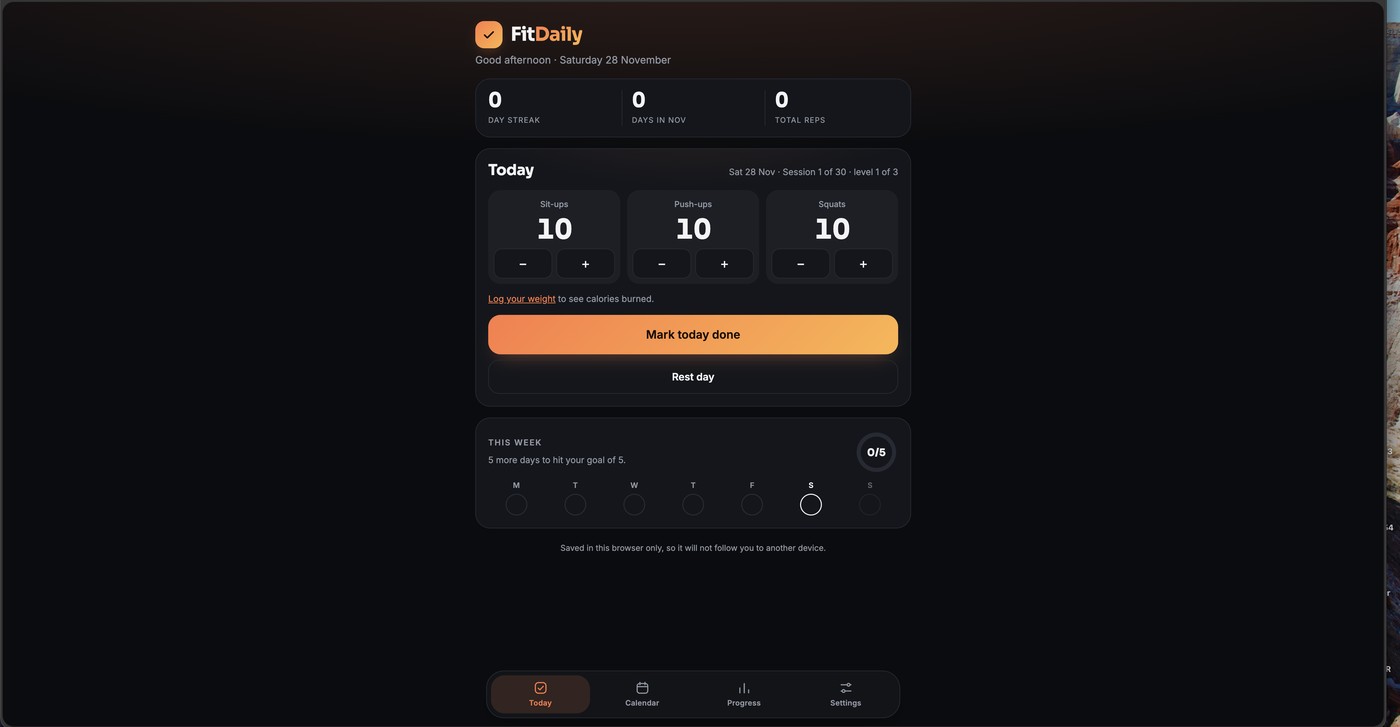 FitDaily
Good afternoon · Saturday 28 November
0 0 0
DAY STREAK DAYS IN NOV TOTAL REPS
Today Sat 28 Nov · Session 1 of 30 · level 1 of 3
Sit-ups Push-ups Squats
10 10 10
− + − + − +
Log your weight to see calories burned.
Mark today done
Rest day
THIS WEEK
0/5
5 more days to hit your goal of 5.
M T W T F S S
Saved in this browser only, so it will not follow you to another device.
Today Calendar Progress Settings